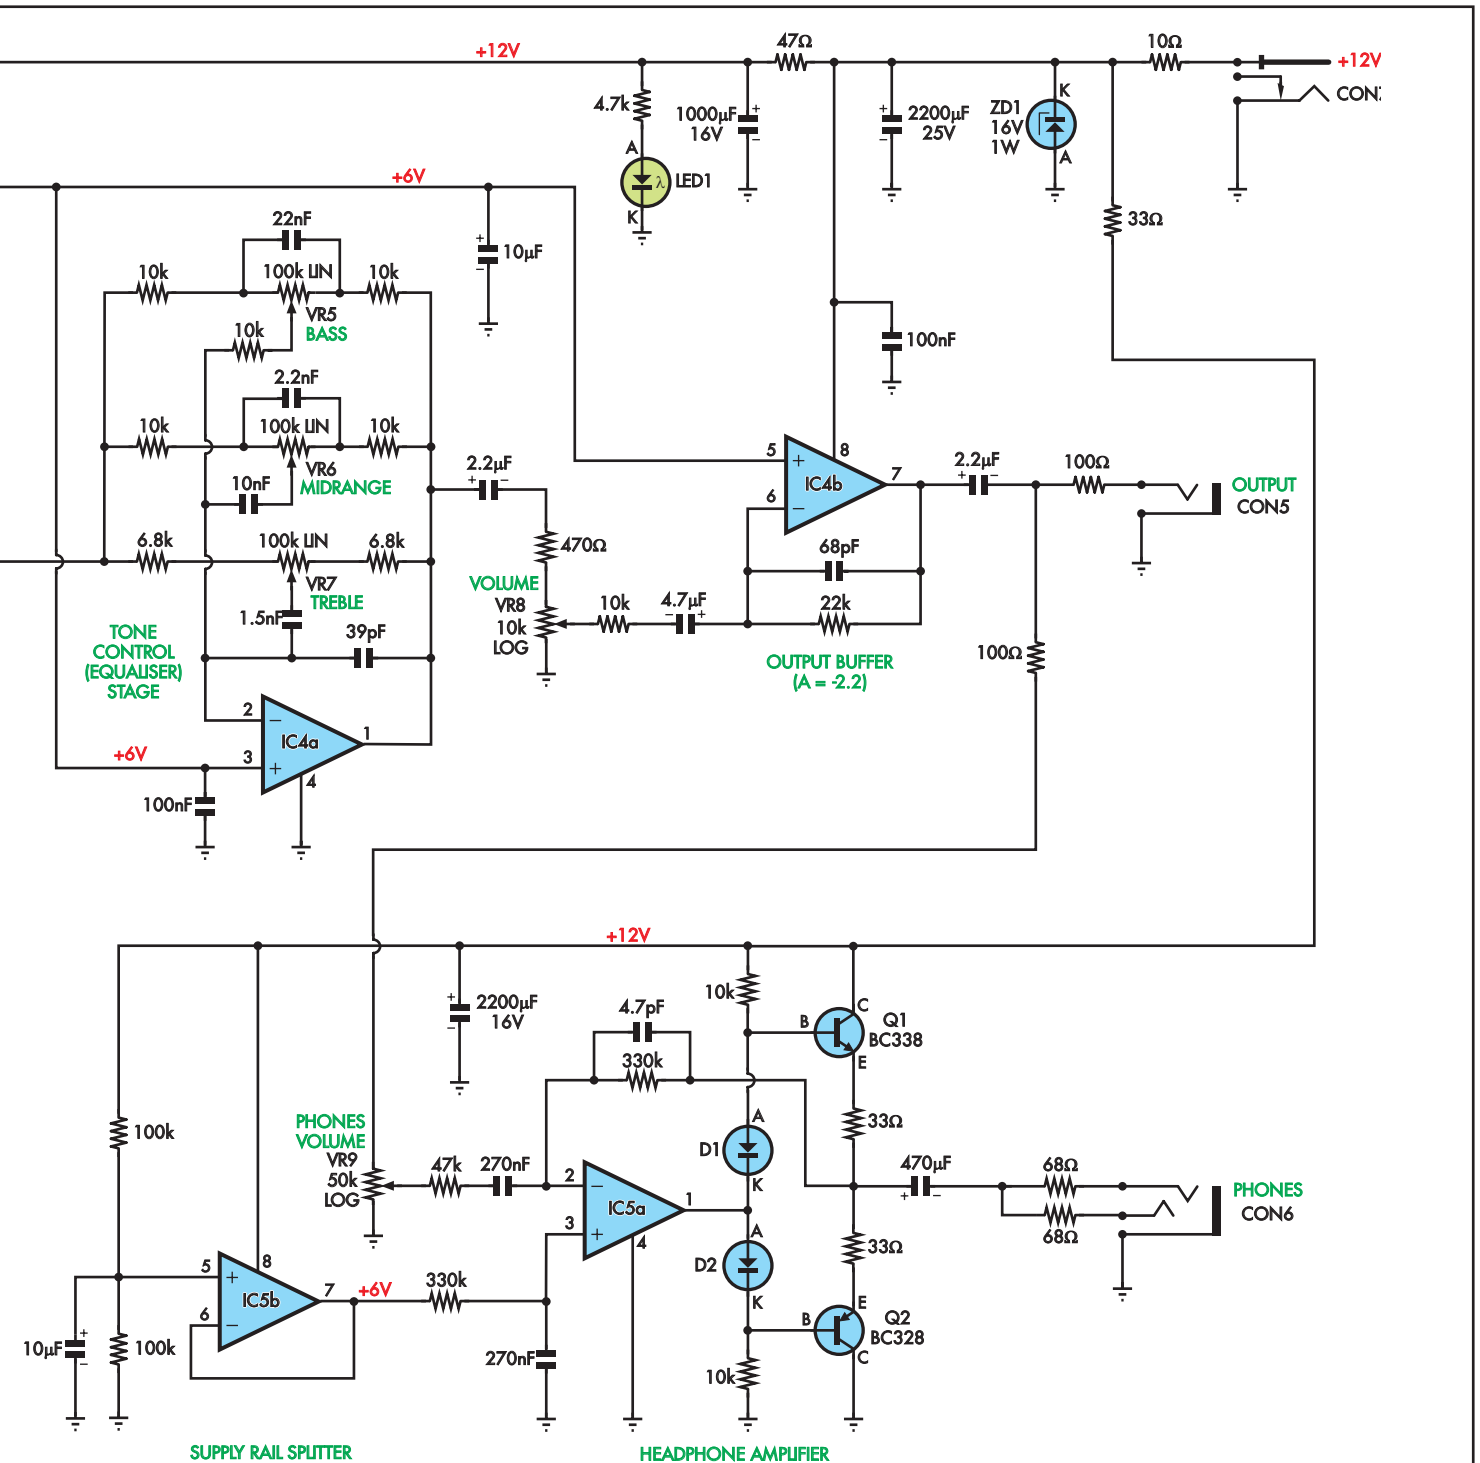 +12V
47Ω
10Ω
+12V
CON
4.7k
1000µF
16V
+
–
2200µF
25V
+
–
ZD1
16V
1W
K
A
A
LED1
λ
K
33Ω
+6V
22nF
10k
100k LIN
10k
+
10µF
–
VR5
BASS
10k
100nF
2.2nF
10k
100k LIN
10k
VR6
MIDRANGE
10nF
2.2µF
+
–
5
+
8
IC4b
7
6
–
2.2µF
+
–
100Ω
OUTPUT
CON5
6.8k
100k LIN
6.8k
VR7
TREBLE
1.5nF
39pF
470Ω
68pF
VOLUME
VR8
10k
LOG
10k
4.7µF
–
+
22k
OUTPUT BUFFER
(A = -2.2)
100Ω
TONE
CONTROL
(EQUALISER)
STAGE
2
–
1
IC4a
+6V
3
+
4
100nF
+12V
+
2200µF
16V
–
4.7pF
330k
10k
B
C
Q1
BC338
E
100k
PHONES
VOLUME
VR9
50k
LOG
47k
270nF
2
–
3
+
IC5a
1
4
A
D1
K
A
D2
K
33Ω
470µF
+
–
68Ω
68Ω
PHONES
CON6
33Ω
5
+
8
IC5b
7
6
–
+6V
330k
B
E
Q2
BC328
C
10µF
+
–
100k
270nF
10k
SUPPLY RAIL SPLITTER
HEADPHONE AMPLIFIER